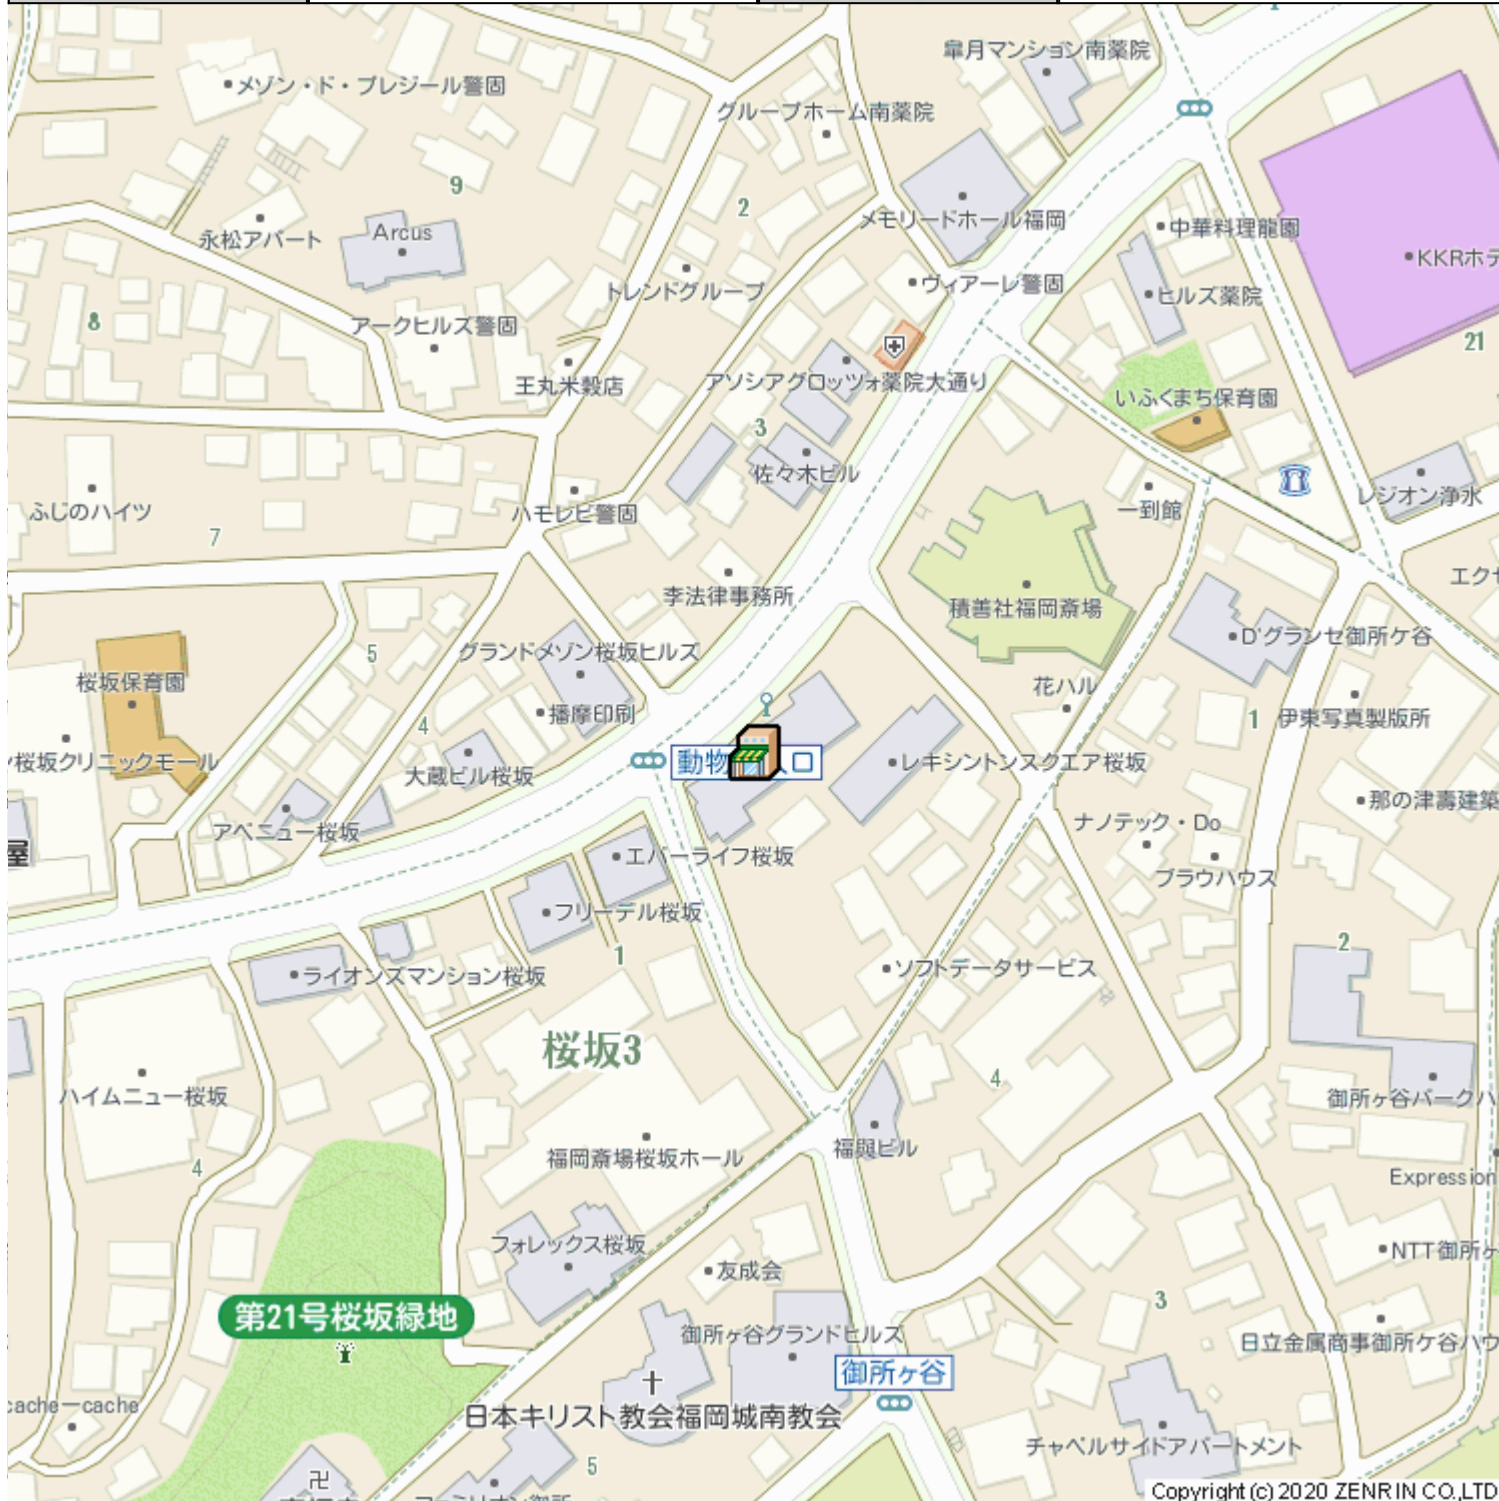 皐月マンション南薬院
メゾン・ド・プレジール警固
グループホーム南薬院
9
2
永松アパート
Arcus
メモリードホール福岡
中華料理龍園
KKRホテ
トレンドグループ
ヴィアーレ警固
ヒルズ薬院
8
アークヒルズ警固
21
王丸米穀店
アソシアグロッツォ薬院大通り
いふくまち保育園
3
佐々木ビル
レジオン浄水
ふじのハイツ
ハモレビ警固
一到館
7
李法律事務所
積善社福岡斎場
エクセ
D'グランセ御所ケ谷
5
グランドメゾン桜坂ヒルズ
桜坂保育園
花ハル
播磨印刷
4
1
伊東写真製版所
桜坂クリニックモール
大蔵ビル桜坂
動物
口
レキシントンスクエア桜坂
那の津壽建築
アベニュー桜坂
ナノテック・Do
屋
エバーライフ桜坂
ブラウハウス
フリーデル桜坂
1
2
ライオンズマンション桜坂
ソフトデータサービス
桜坂3
4
ハイムニュー桜坂
御所ヶ谷パークハ
福岡斎場桜坂ホール
福與ビル
4
Expression
フォレックス桜坂
友成会
NTT御所ヶ
第21号桜坂緑地
3
御所ヶ谷グランドヒルズ
日立金属商事御所ケ谷ハウ
御所ヶ谷
cache－cache
日本キリスト教会福岡城南教会
チャペルサイドアパートメント
5
Copyright (c) 2020 ZENRIN CO.,LTD